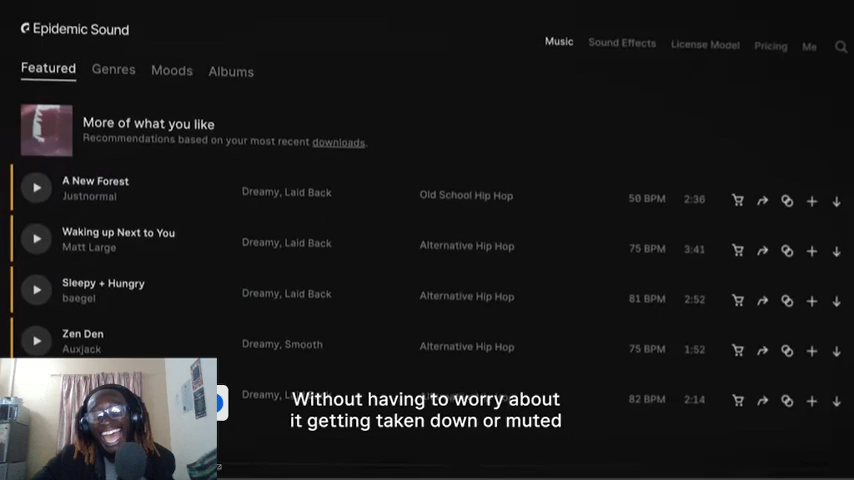 Epidemic Sound
Music Sound Effects License Model Pricing Me
Featured Genres Moods Albums
More of what you like
Recommendations based on your most recent downloads.
A New Forest
Justnormal
Dreamy, Laid Back Old School Hip Hop 50 BPM 2:36
Waking up Next to You
Matt Large
Dreamy, Laid Back Alternative Hip Hop 75 BPM 3:41
Sleepy + Hungry
baegel
Dreamy, Laid Back Alternative Hip Hop 81 BPM 2:52
Zen Den
Auxjack
Dreamy, Smooth Alternative Hip Hop 75 BPM 1:52
82 BPM 2:14
Without having to worry about
it getting taken down or muted